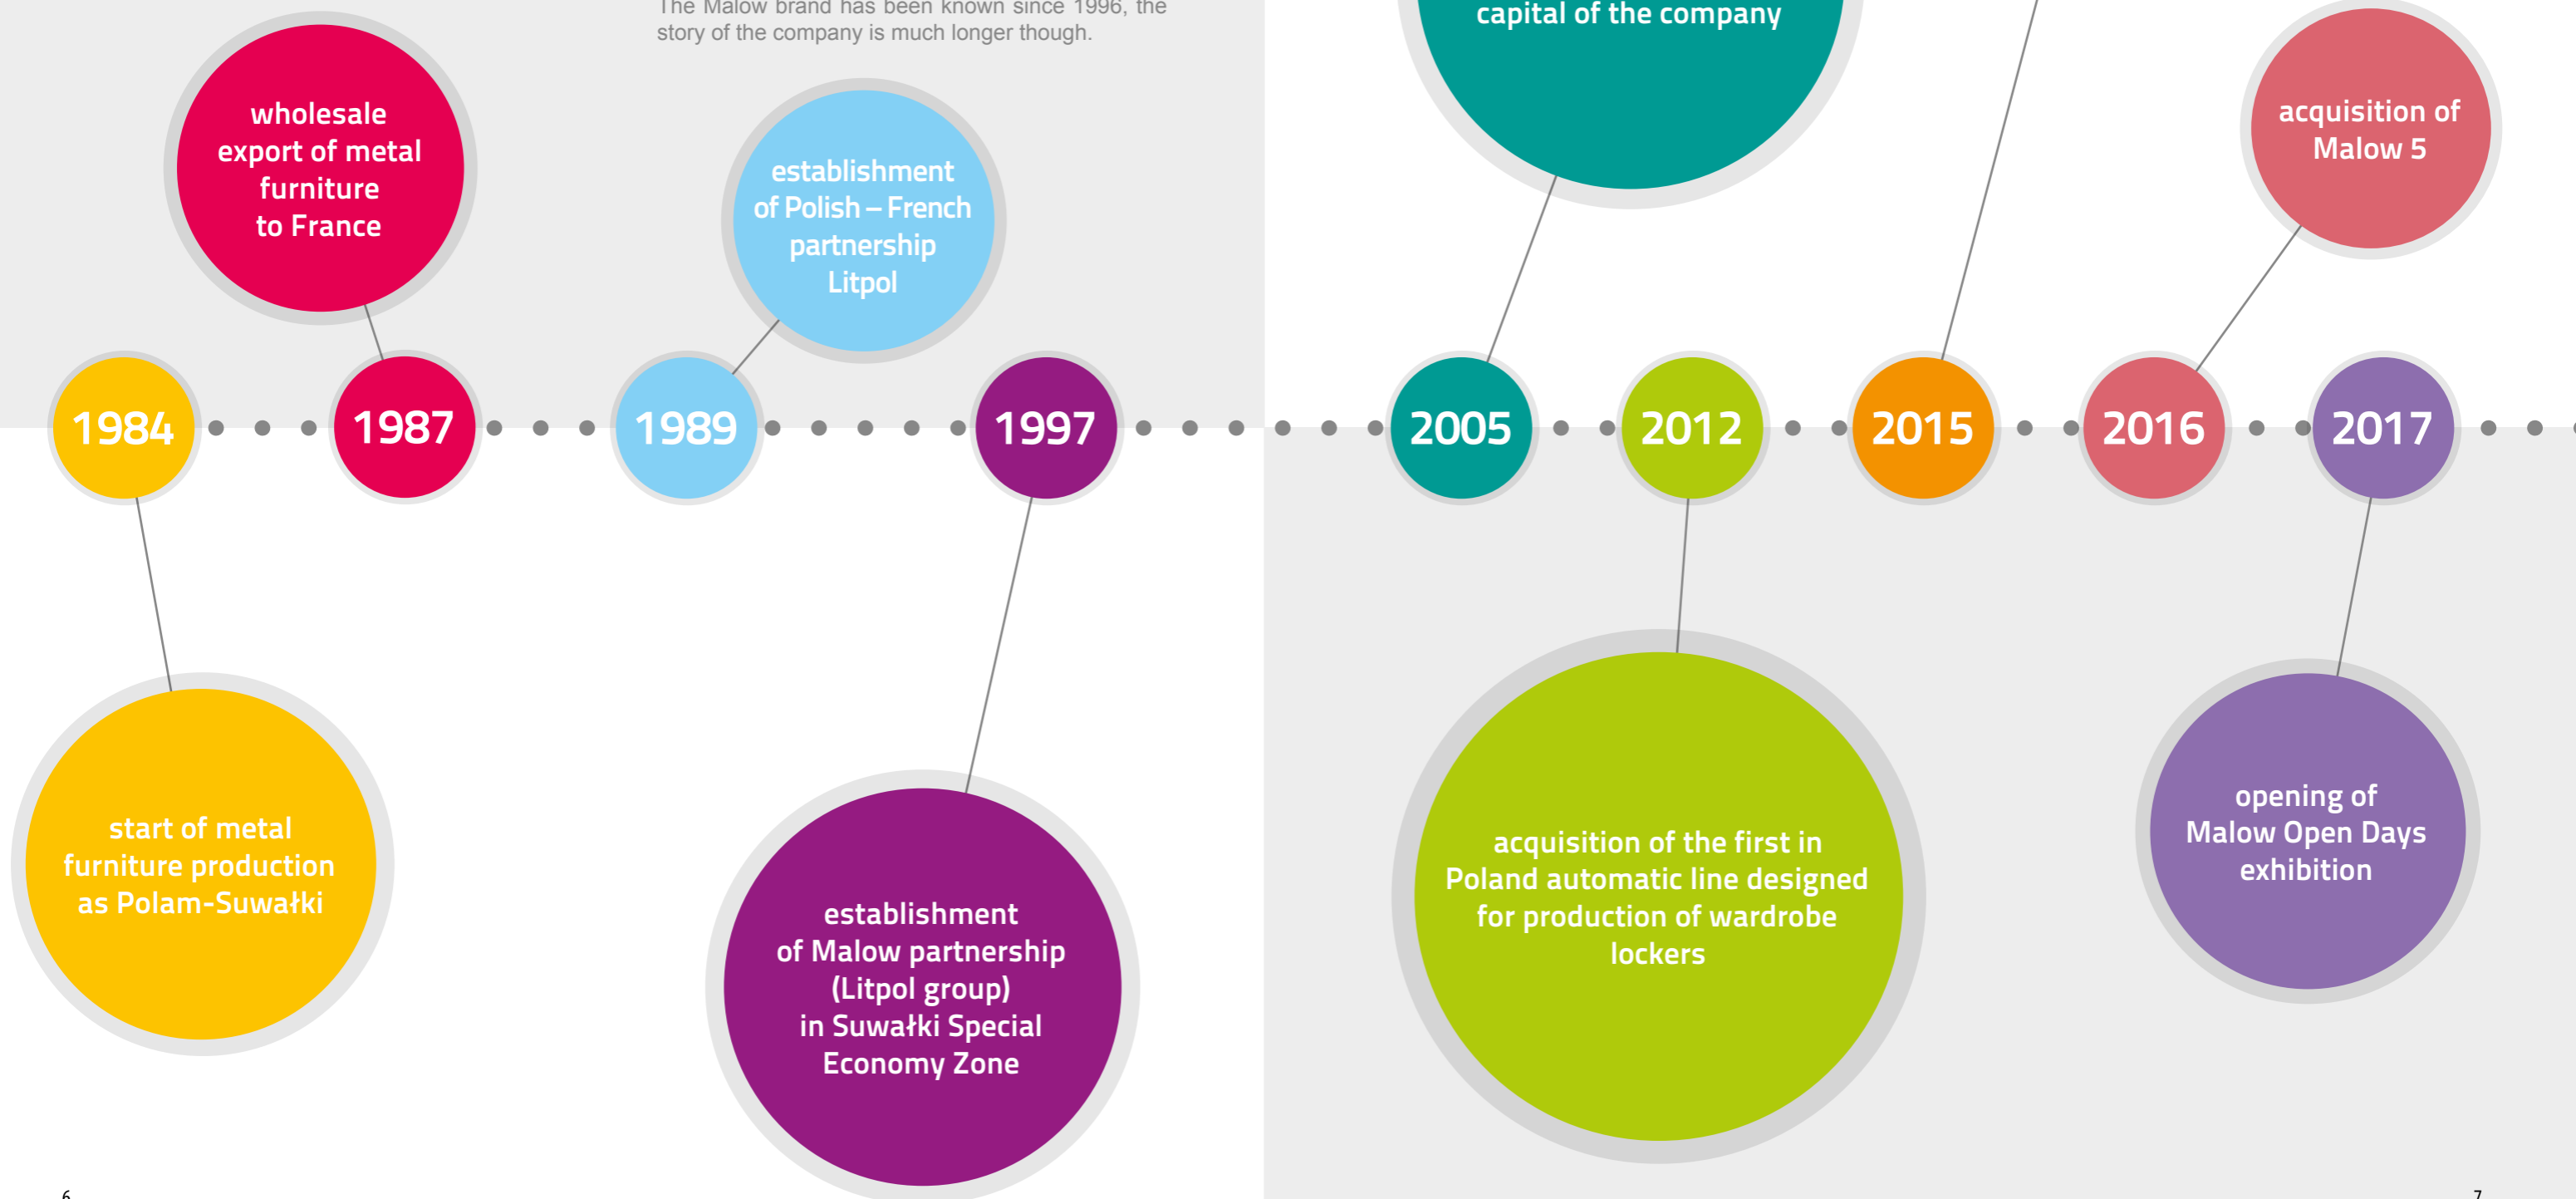 The Malow brand has been known since 1996, the
story of the company is much longer though.
wholesale
export of metal
furniture
to France
establishment
of Polish – French
partnership
Litpol
capital of the company
acquisition of
Malow 5
1984
1987
1989
1997
2005
2012
2015
2016
2017
start of metal
furniture production
as Polam-Suwałki
establishment
of Malow partnership
(Litpol group)
in Suwałki Special
Economy Zone
acquisition of the first in
Poland automatic line designed
for production of wardrobe
lockers
opening of
Malow Open Days
exhibition
6
7